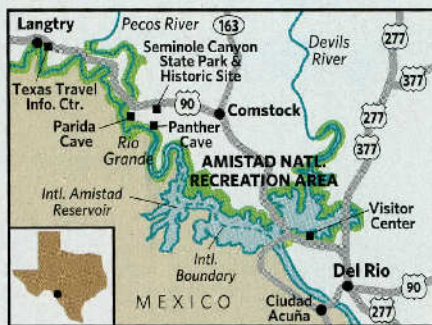 Langtry
Pecos River
163
Seminole Canyon
State Park &
Historic Site
Devils
River
277
377
Texas Travel
Info. Ctr.
90
Comstock
277
Parida
Cave
Rio
Grande
Panther
Cave
377
AMISTAD NATL.
RECREATION AREA
Intl. Amistad
Reservoir
Visitor
Center
Intl.
Boundary
Del Rio
90
MEXICO
Ciudad
Acuña
277